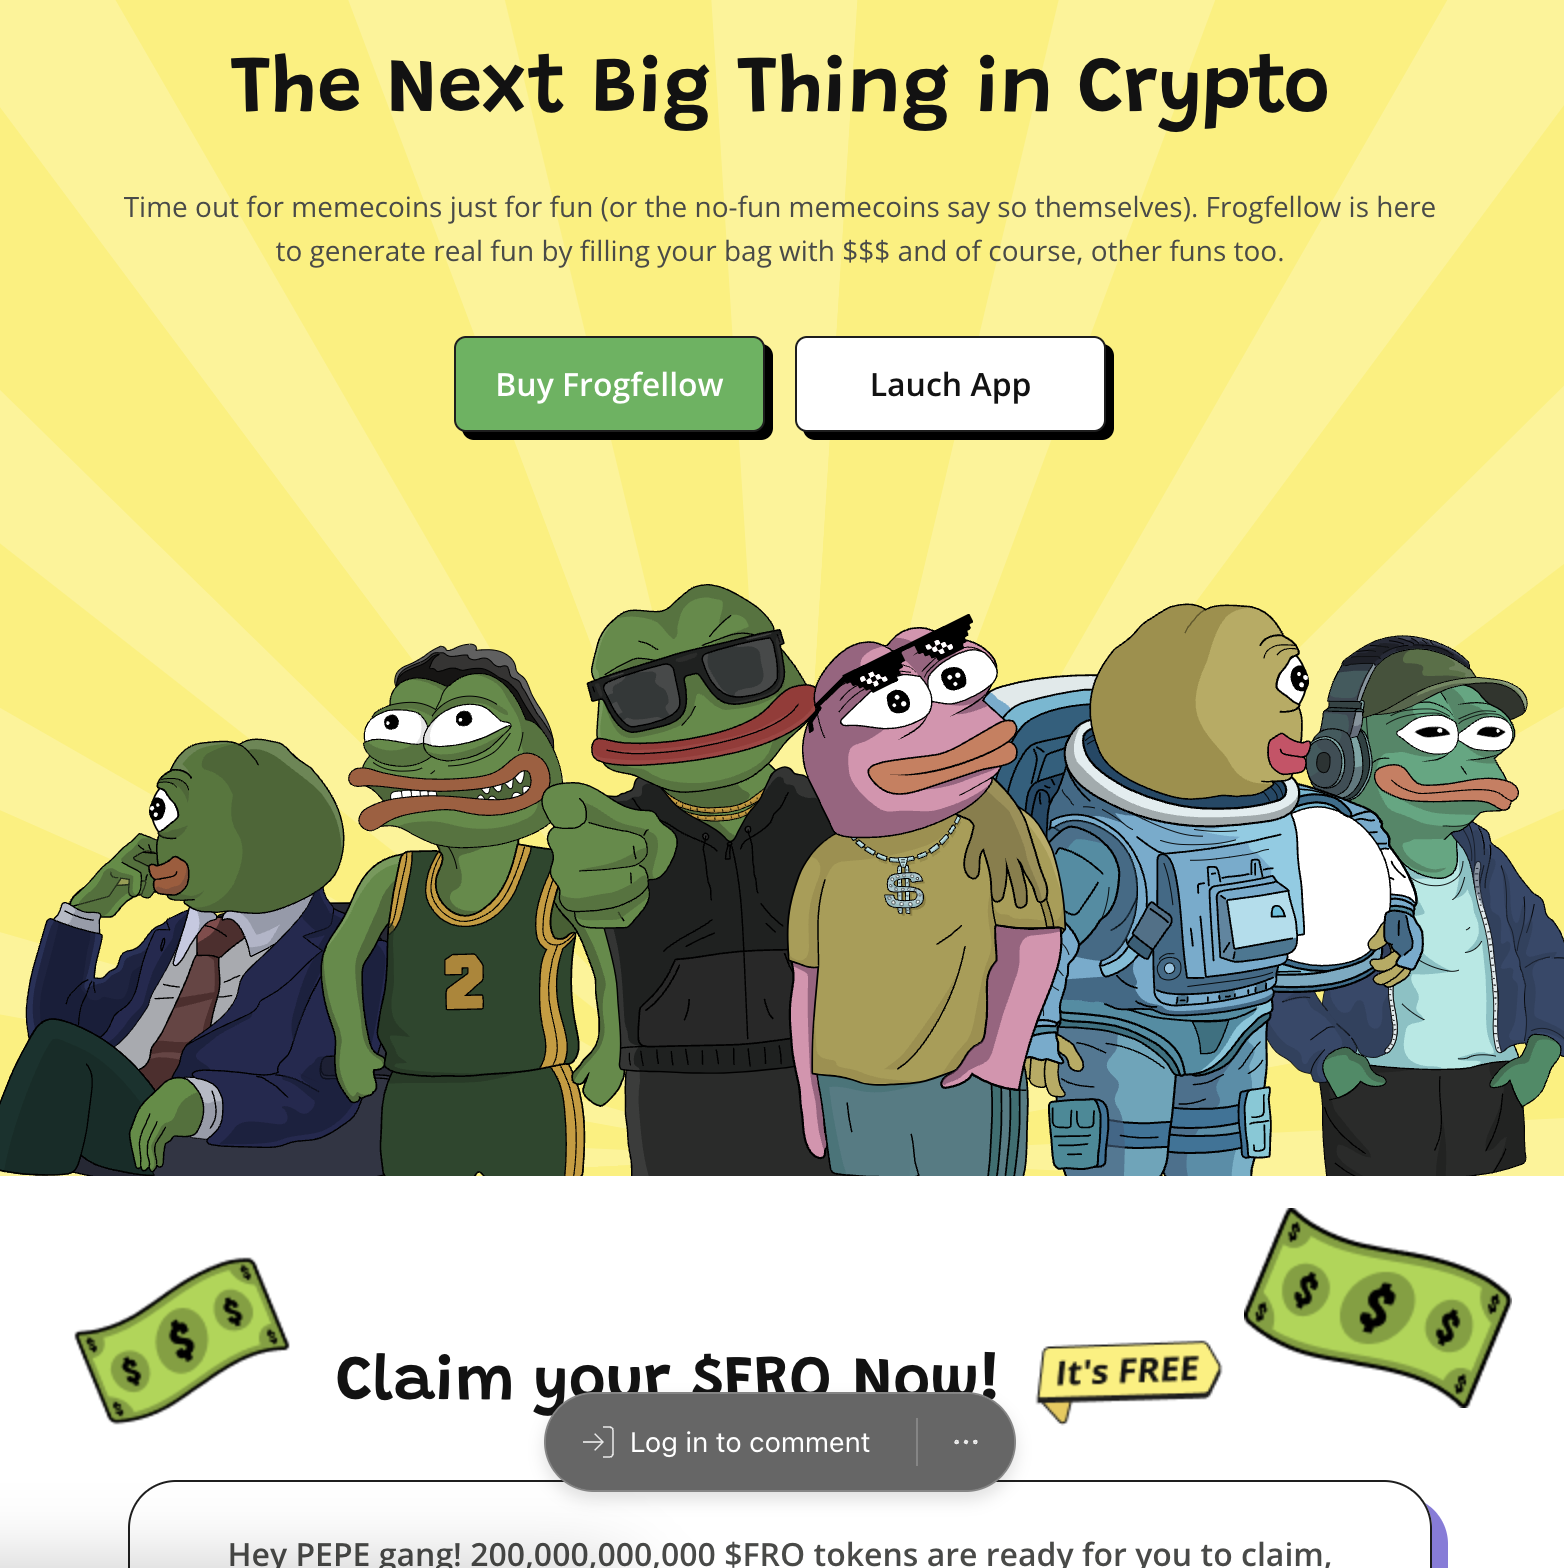 The Next Big Thing in Crypto
Time out for memecoins just for fun (or the no-fun memecoins say so themselves). Frogfellow is here
to generate real fun by filling your bag with $$$ and of course, other funs too.
Buy Frogfellow
Lauch App
2
$
$ $ $ $ $ $ $
$ $ $ $ $ $ $
Claim your $FRO Now!
It's FREE
Log in to comment
Hey PEPE gang! 200,000,000,000 $FRO tokens are ready for you to claim,